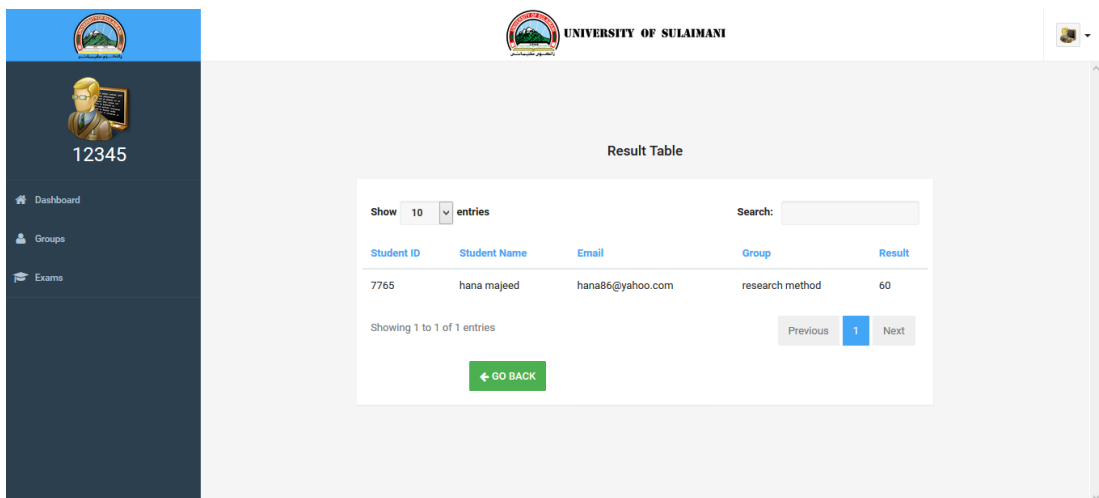 UNIVERSITY OF SULAIMANI
12345
Dashboard
Groups
Exams
Result Table
Show 10 entries Search:
Student ID Student Name Email Group Result
7765 hana majeed hana86@yahoo.com research method 60
Showing 1 to 1 of 1 entries Previous 1 Next
GO BACK